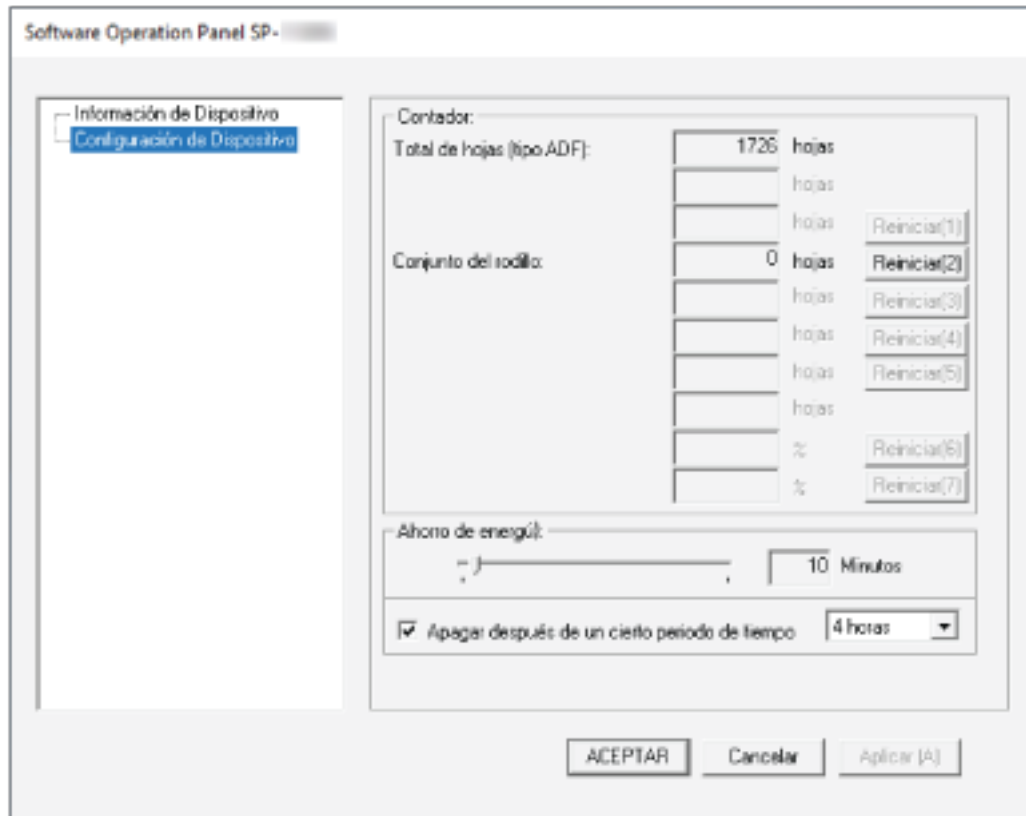 Software Operation Panel SP-
Información de Dispositivo
Configuración de Dispositivo
Contador:
Total de hojas (tipo ADF): 1726 hojas
hojas
hojas Reiniciar(1)
Conjunto del rodillo: 0 hojas Reiniciar(2)
hojas Reiniciar(3)
hojas Reiniciar(4)
hojas Reiniciar(5)
hojas
% Reiniciar(6)
% Reiniciar(7)
Ahorro de energú):
10 Minutos
Apagar después de un cierto periodo de tiempo 4 horas
ACEPTAR Cancelar Aplicar (A)